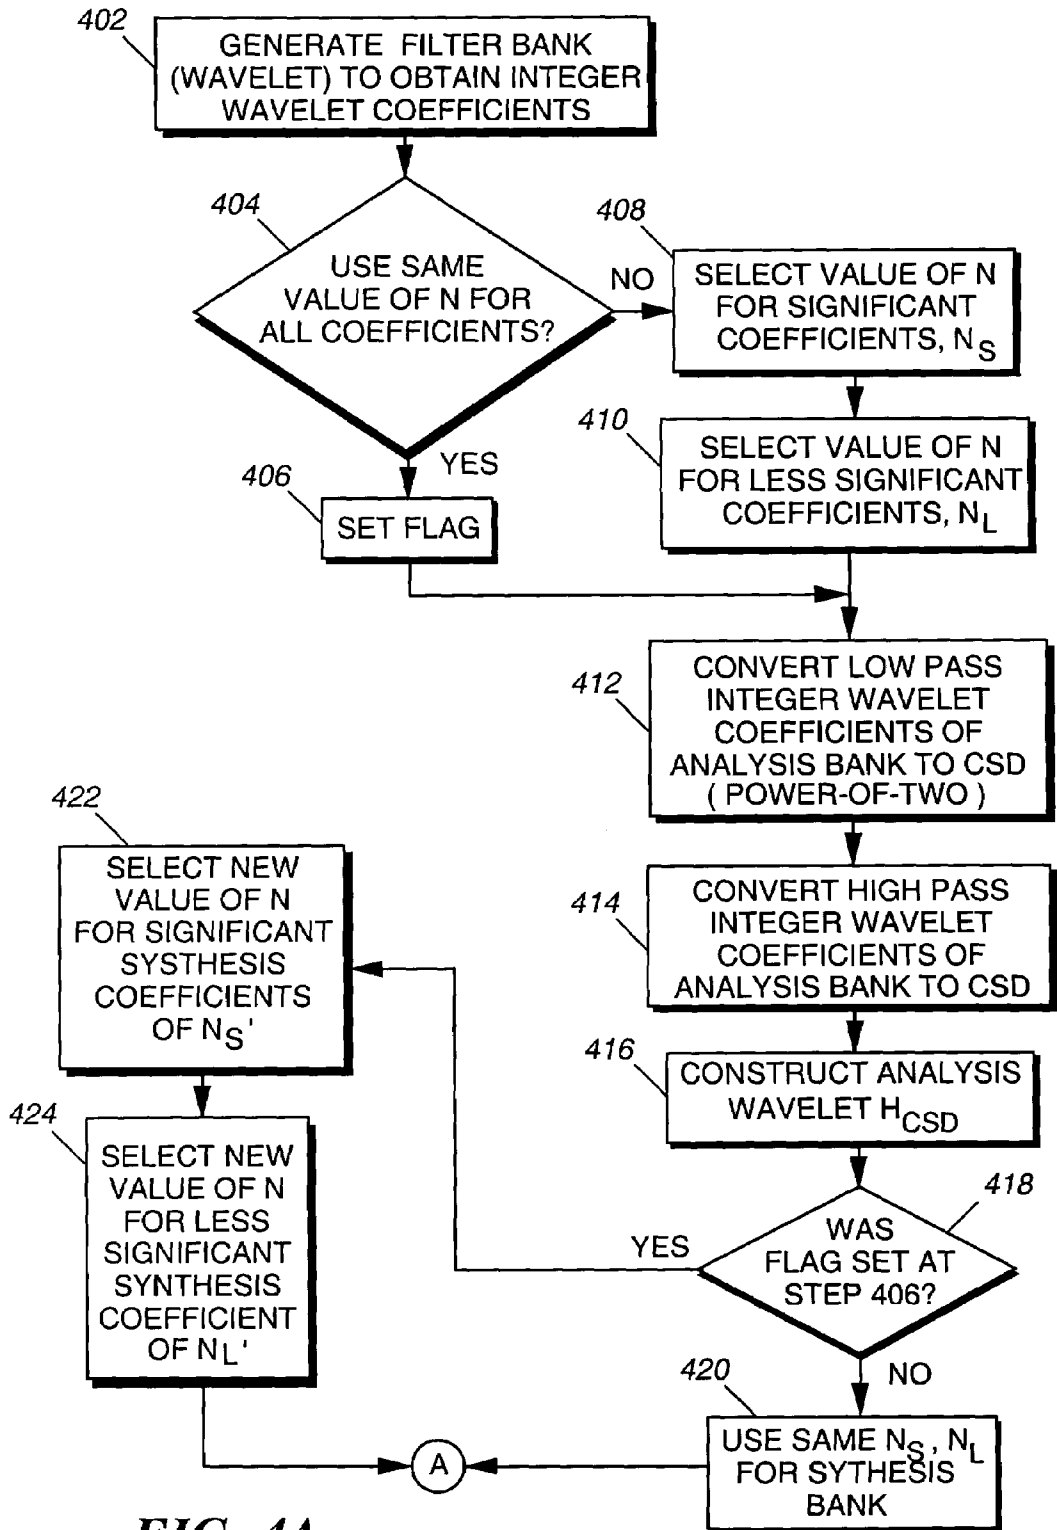 402
GENERATE FILTER BANK
(WAVELET) TO OBTAIN INTEGER
WAVELET COEFFICIENTS
404
USE SAME
VALUE OF N FOR
ALL COEFFICIENTS?
NO
YES
408
SELECT VALUE OF N
FOR SIGNIFICANT
COEFFICIENTS, NS
410
SELECT VALUE OF N
FOR LESS SIGNIFICANT
COEFFICIENTS, NL
406
SET FLAG
412
CONVERT LOW PASS
INTEGER WAVELET
COEFFICIENTS OF
ANALYSIS BANK TO CSD
( POWER-OF-TWO )
414
CONVERT HIGH PASS
INTEGER WAVELET
COEFFICIENTS OF
ANALYSIS BANK TO CSD
416
CONSTRUCT ANALYSIS
WAVELET HCSD
418
WAS
FLAG SET AT
STEP 406?
YES
NO
422
SELECT NEW
VALUE OF N
FOR SIGNIFICANT
SYSTHESIS
COEFFICIENTS
OF NS'
424
SELECT NEW
VALUE OF N
FOR LESS
SIGNIFICANT
SYNTHESIS
COEFFICIENT
OF NL'
420
USE SAME NS, NL
FOR SYTHESIS
BANK
A
FIG. 4A